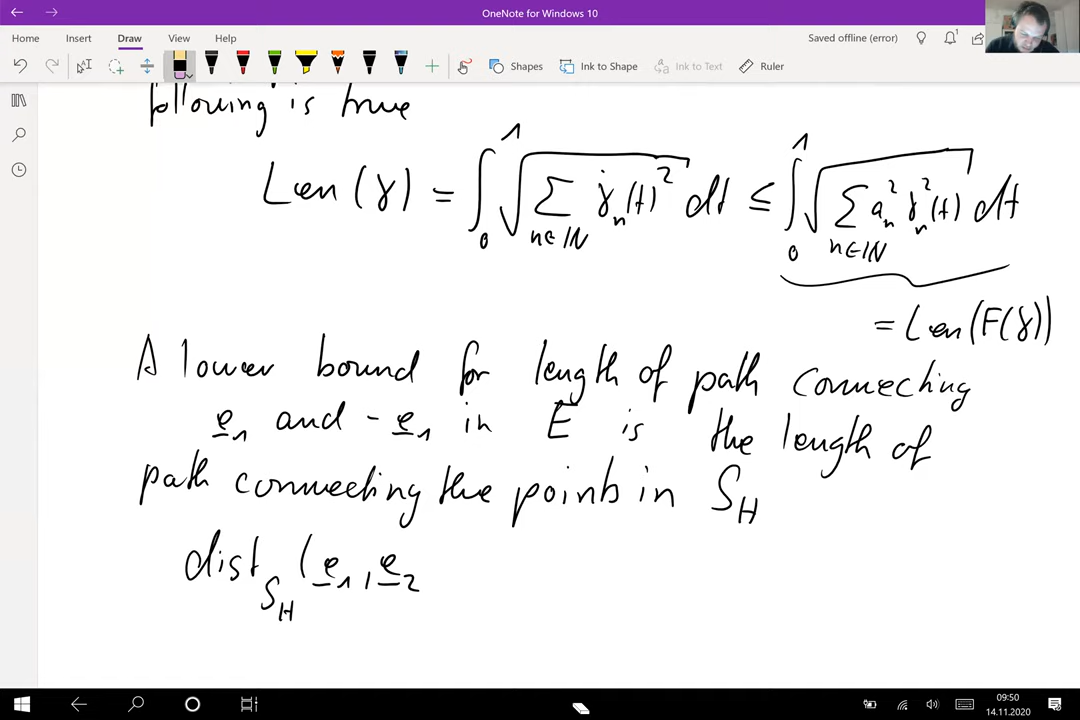 OneNote for Windows 10
Home Insert Draw View Help Saved offline (error)
Shapes Ink to Shape Ink to Text Ruler
following is true
Len(γ) = ∫₀¹ √(∑_{n∈ℕ} γ̇ₙ(t)²) dt ≤ ∫₀¹ √(∑_{n∈ℕ} aₙ² γ̇ₙ²(t)) dt
= Len(F(γ))
A lower bound for length of path connecting
e₁ and -e₁ in E is the length of
path connecting the points in S_H
dist_{S_H}(e₁, e₂
09:50
14.11.2020